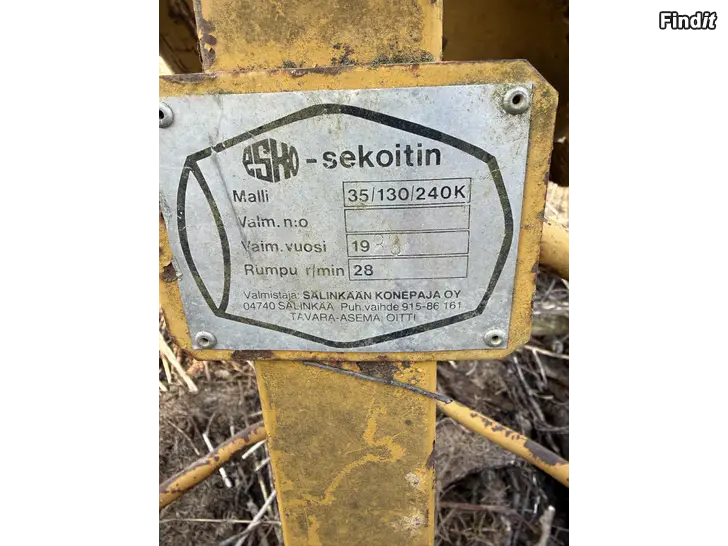 Findit
esko -sekoitin
Malli 35/130/240K
Valm. n:o
Valm. vuosi 19
Rumpu r/min 28
Valmistaja: SALINKÄÄN KONEPAJA OY
04740 SALINKÄÄ Puh.vaihde 915-86 161
TAVARA-ASEMA: OITTI